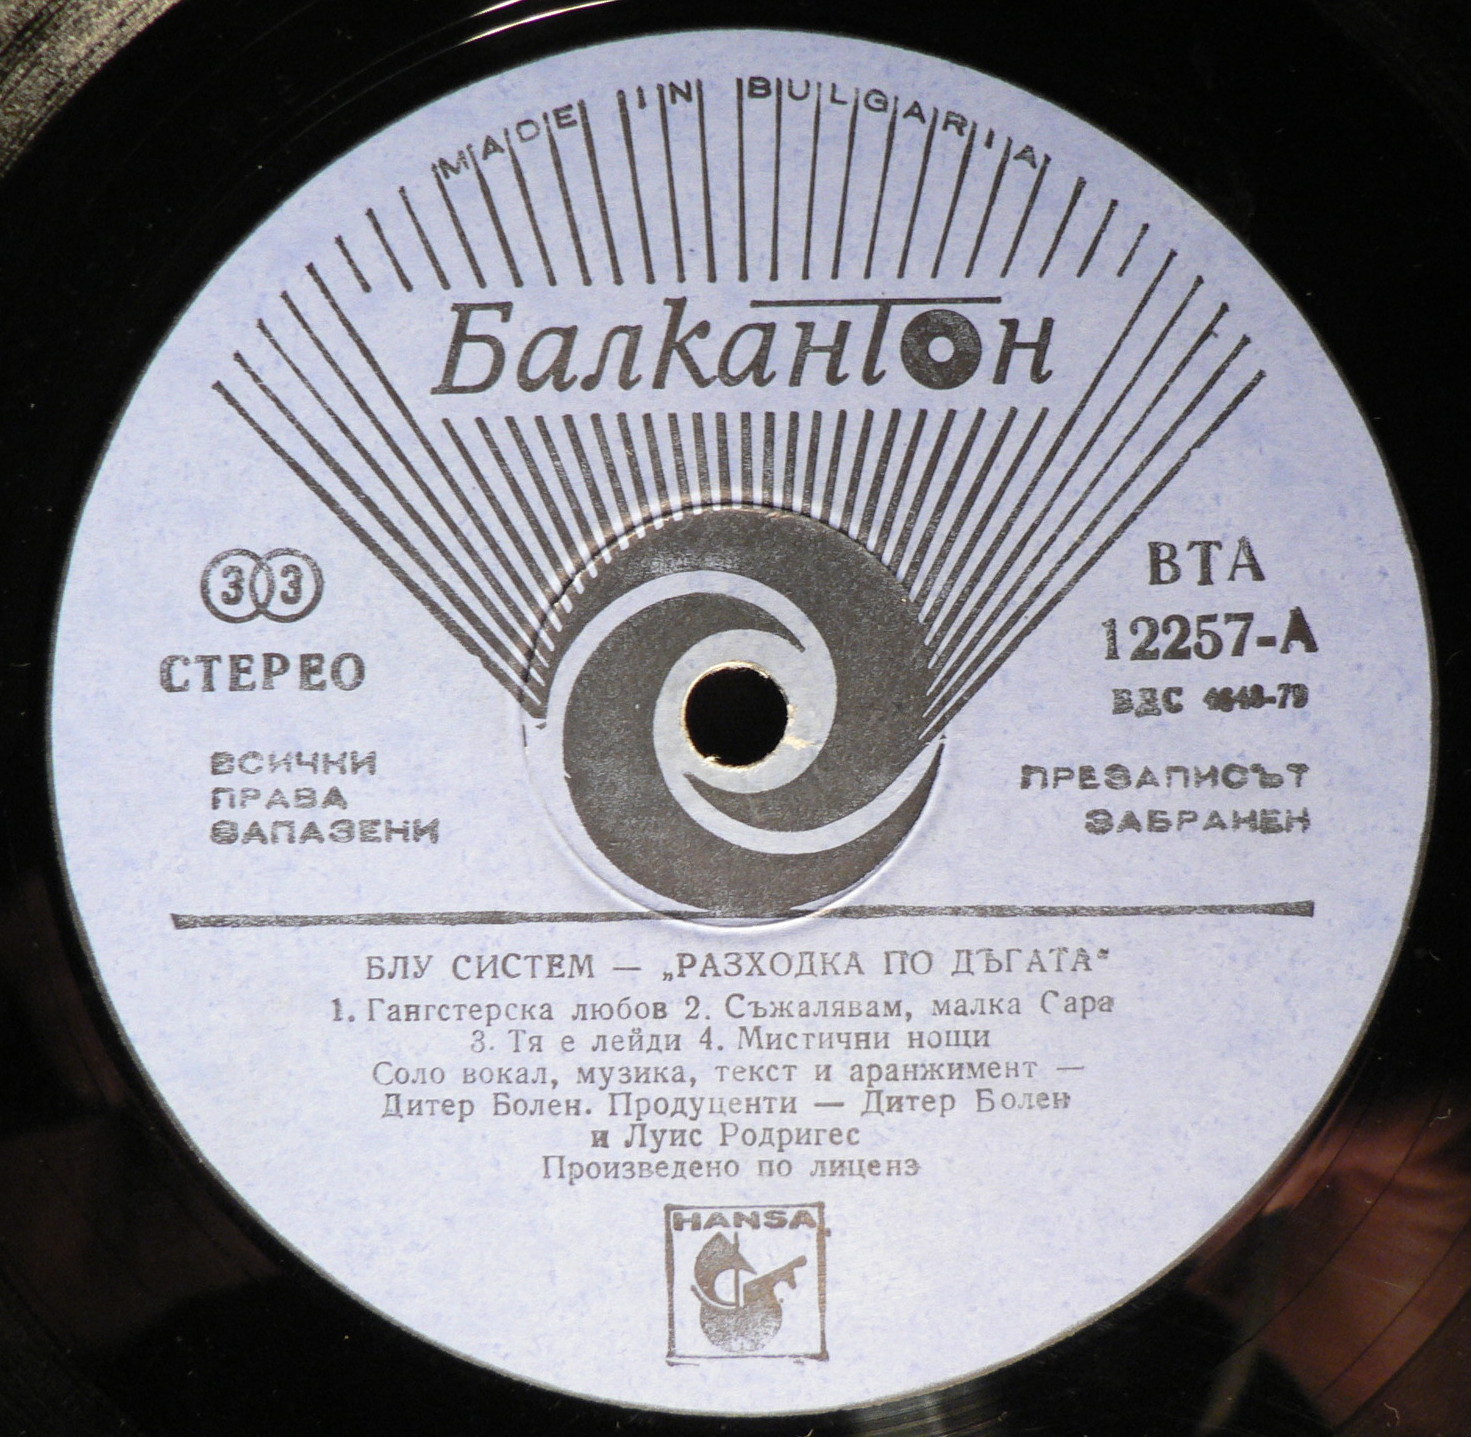 MADE IN BULGARIA
Балкантон
33
СТЕРЕО
ВСИЧКИ
ПРАВА
ЗАПАЗЕНИ
ВТА
12257-А
ВДС
ПРЕЗАПИСЪТ
ЗАБРАНЕН
БЛУ СИСТЕМ — „РАЗХОДКА ПО ДЪГАТА“
1. Гангстерска любов 2. Съжалявам, малка Сара
3. Тя е лейди 4. Мистични нощи
Соло вокал, музика, текст и аранжимент —
Дитер Болен. Продуценти — Дитер Болен
и Луис Родригес
Произведено по лиценз
HANSA